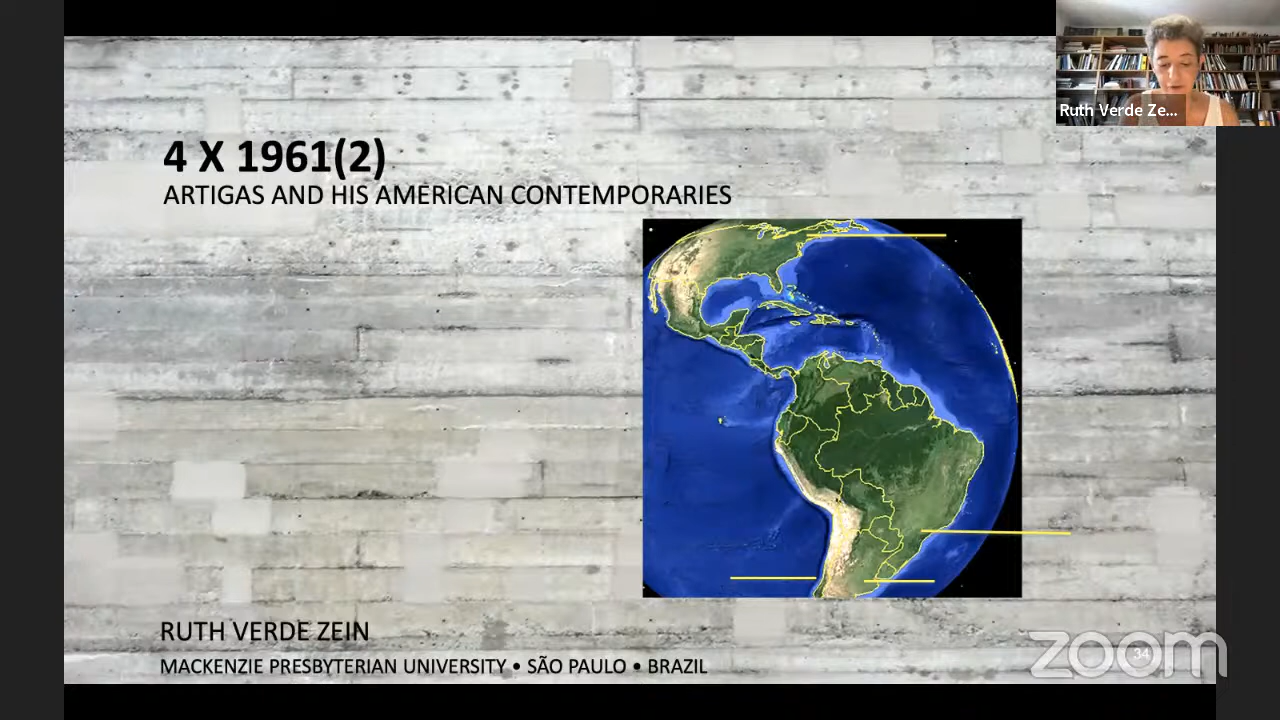 Ruth Verde Ze...
4 X 1961(2)
ARTIGAS AND HIS AMERICAN CONTEMPORARIES
RUTH VERDE ZEIN
MACKENZIE PRESBYTERIAN UNIVERSITY • SÃO PAULO • BRAZIL
zoom
34